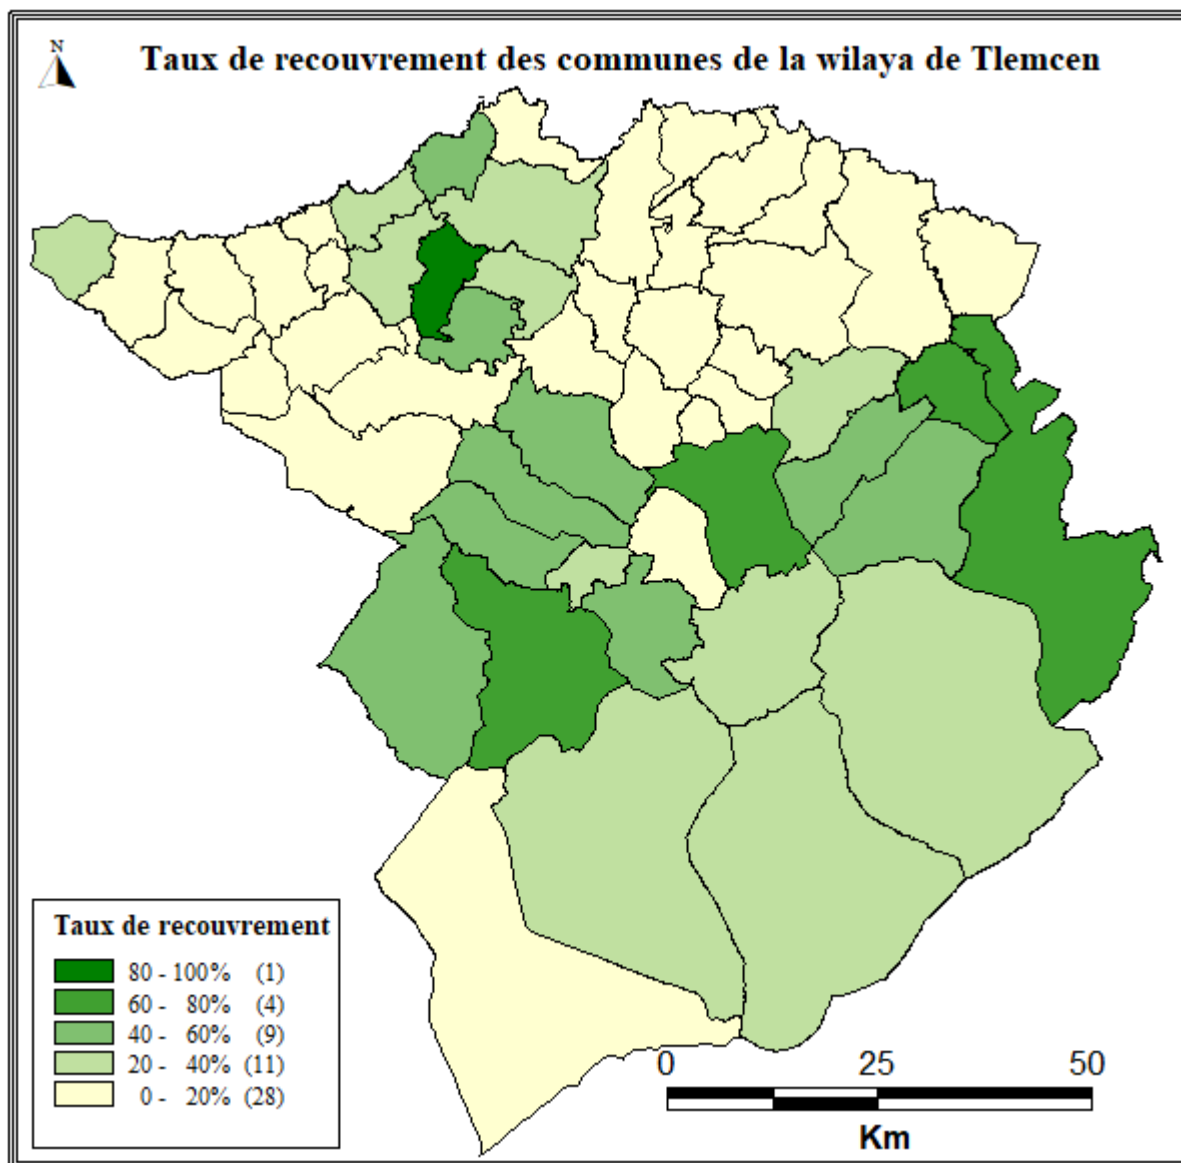 N
Taux de recouvrement des communes de la wilaya de Tlemcen
Taux de recouvrement
80 - 100% (1)
60 - 80% (4)
40 - 60% (9)
20 - 40% (11)
0 - 20% (28)
0 25 50
Km